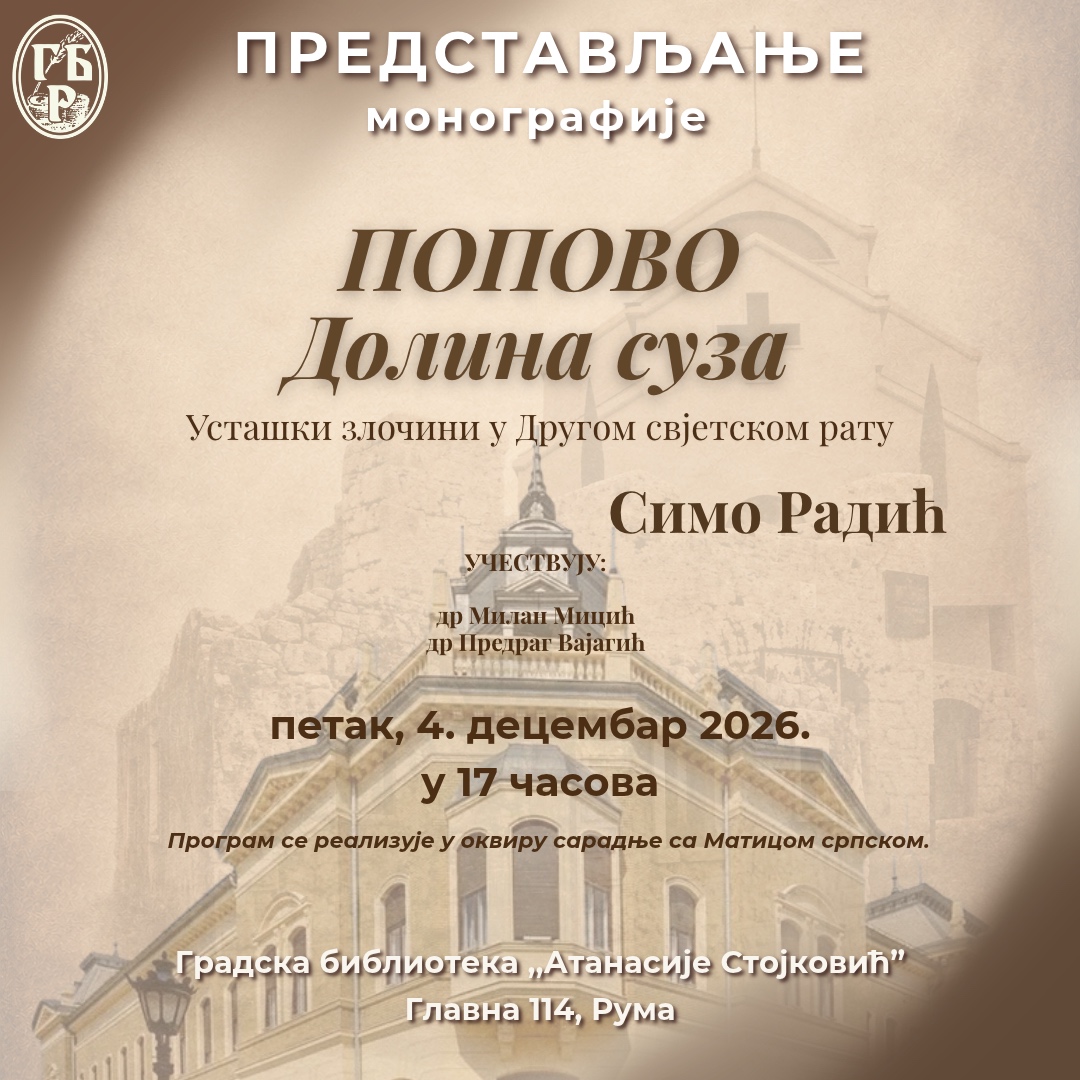 ГБ
Р
ПРЕДСТАВЉАЊЕ
монографије
ПОПОВО
Долина суза
Усташки злочини у Другом свјетском рату
Симо Радић
УЧЕСТВУЈУ:
др Милан Мицић
др Предраг Вајагић
петак, 4. децембар 2026.
у 17 часова
Програм се реализује у оквиру сарадње са Матицом српском.
Градска библиотека „Атанасије Стојковић”
Главна 114, Рума